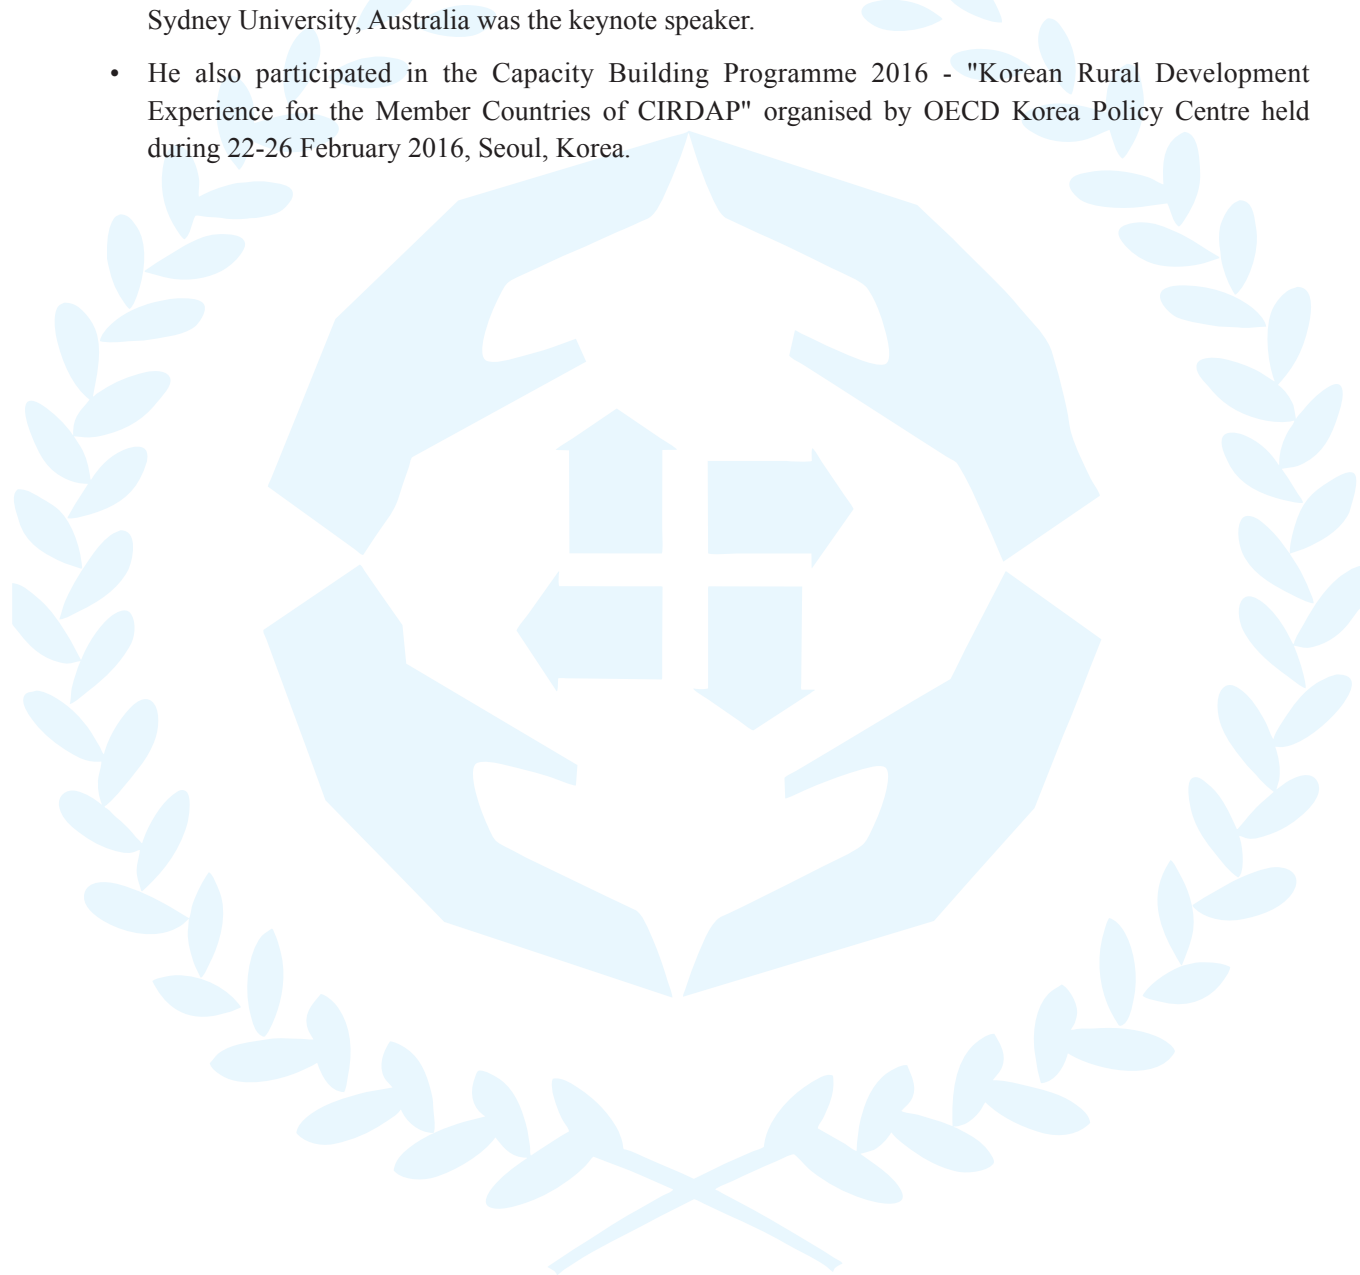 Sydney University, Australia was the keynote speaker.
• He also participated in the Capacity Building Programme 2016 - "Korean Rural Development
Experience for the Member Countries of CIRDAP" organised by OECD Korea Policy Centre held
during 22-26 February 2016, Seoul, Korea.